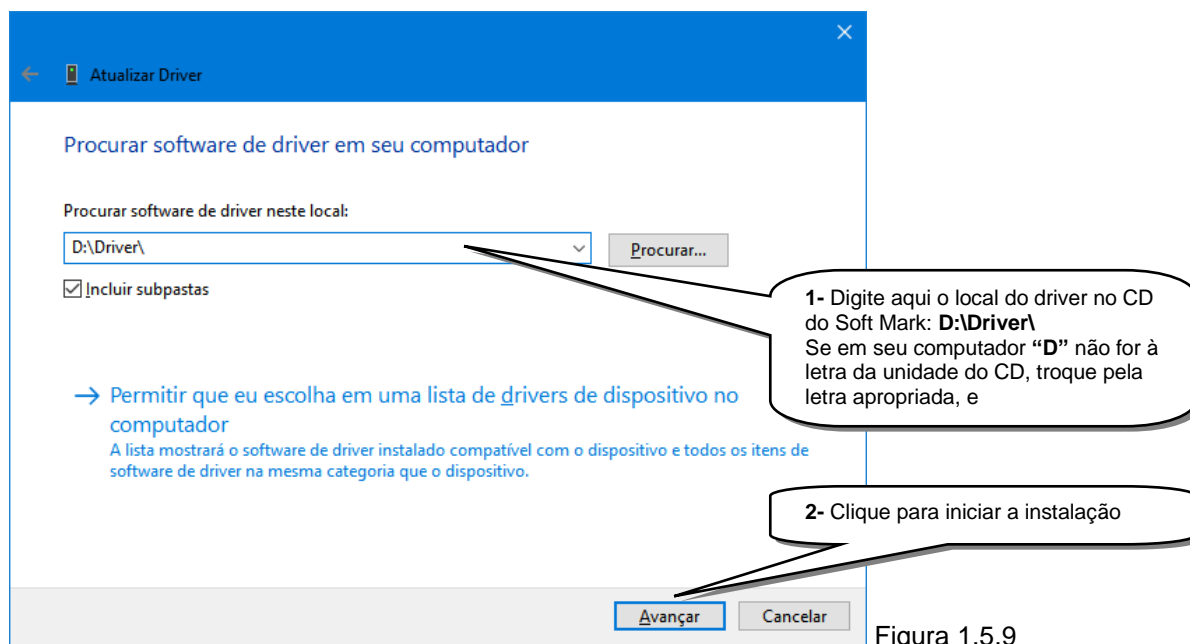 Atualizar Driver
Procurar software de driver em seu computador
Procurar software de driver neste local:
D:\Driver\
Procurar...
Incluir subpastas
1- Digite aqui o local do driver no CD
do Soft Mark: D:\Driver\
Se em seu computador “D” não for à
letra da unidade do CD, troque pela
letra apropriada, e
Permitir que eu escolha em uma lista de drivers de dispositivo no
computador
A lista mostrará o software de driver instalado compatível com o dispositivo e todos os itens de
software de driver na mesma categoria que o dispositivo.
2- Clique para iniciar a instalação
Avançar
Cancelar
Figura 1.5.9